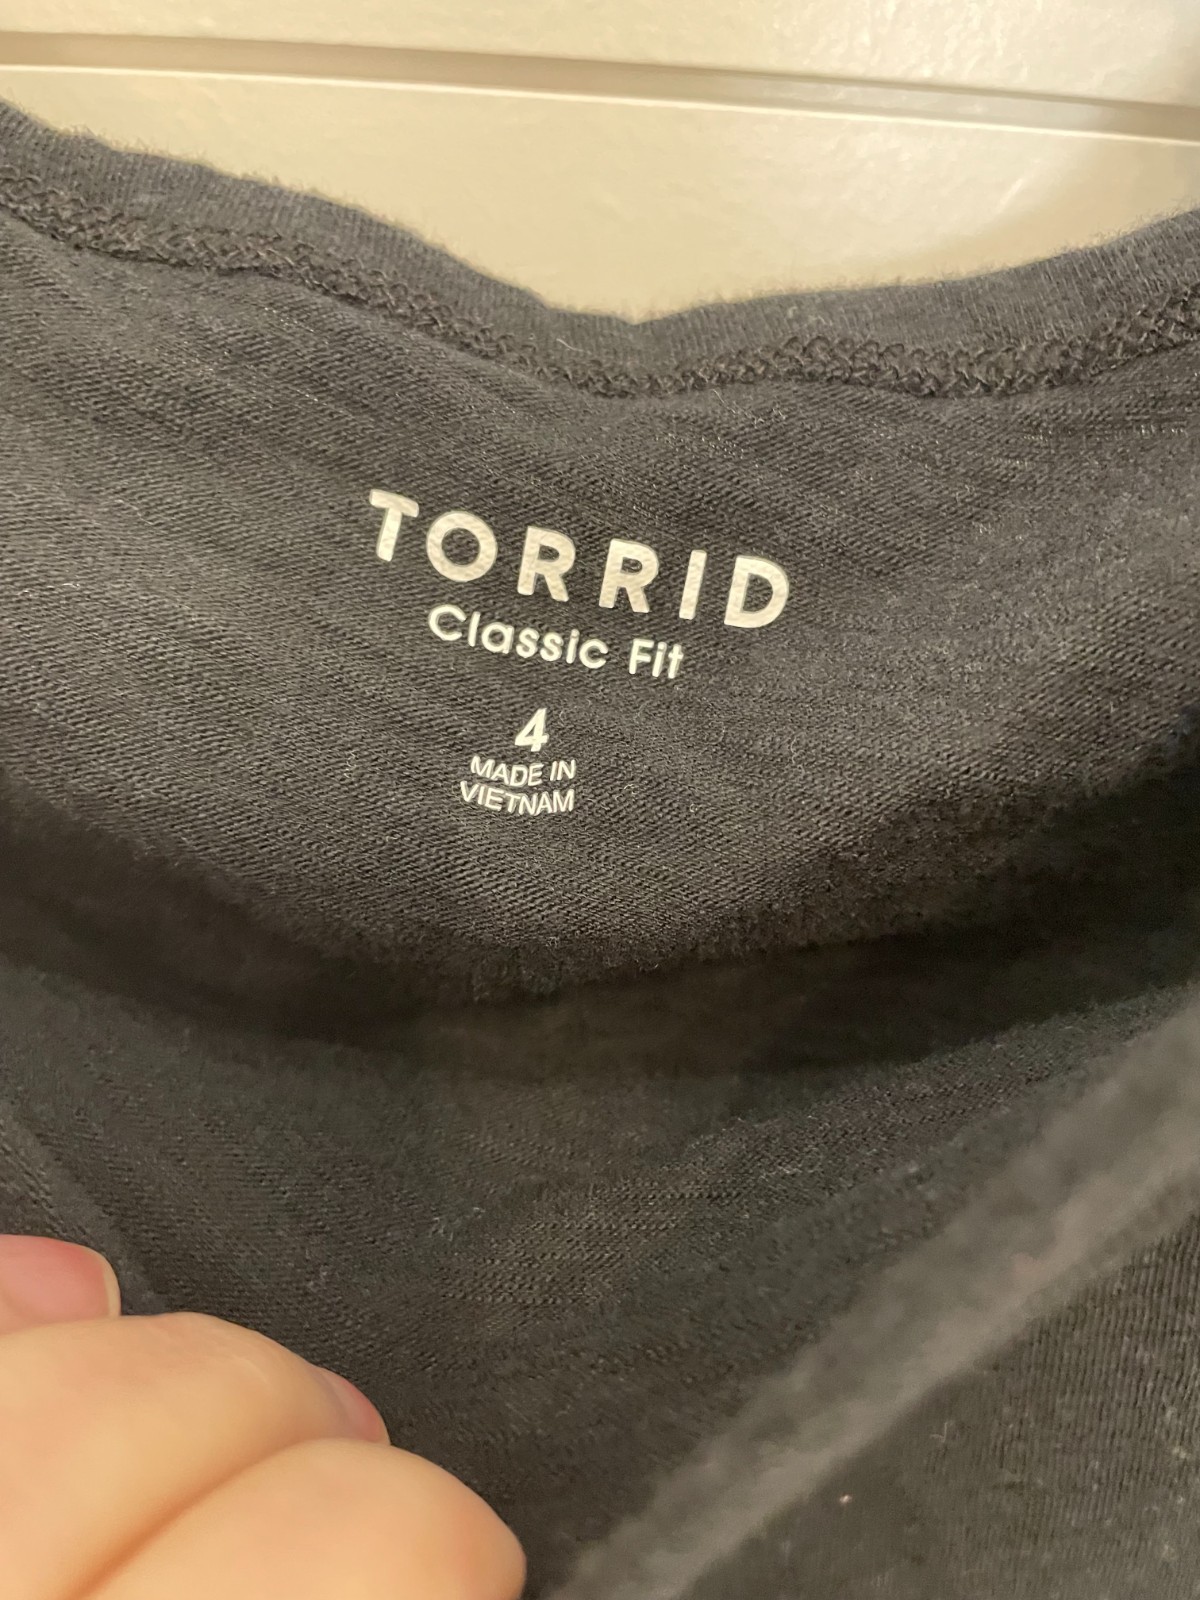 TORRID
Classic Fit
4
MADE IN
VIETNAM